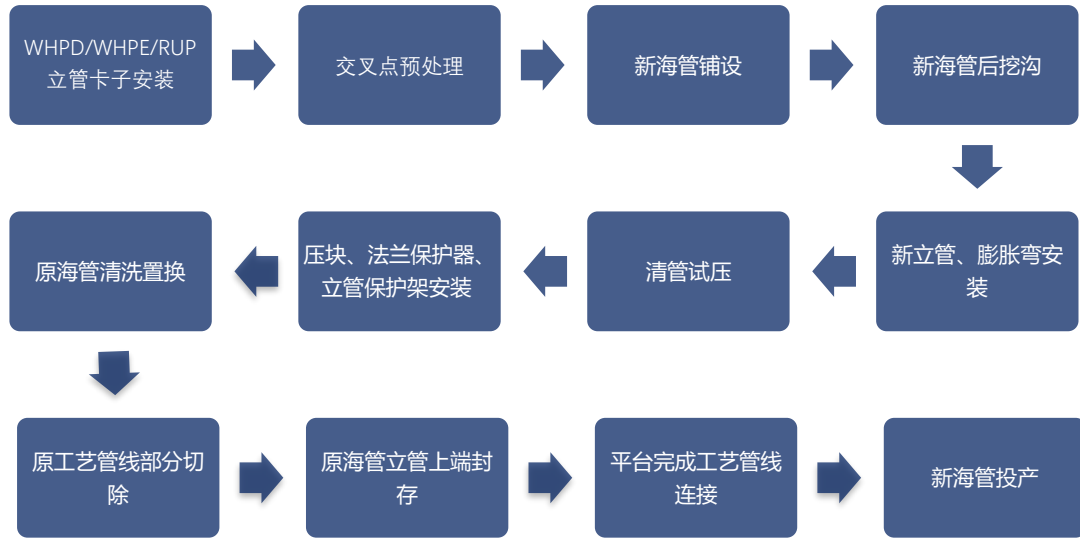 WHPD/WHPE/RUP
立管卡子安装
交叉点预处理
新海管铺设
新海管后挖沟
新立管、膨胀弯安
装
清管试压
压块、法兰保护器、
立管保护架安装
原海管清洗置换
原工艺管线部分切
除
原海管立管上端封
存
平台完成工艺管线
连接
新海管投产